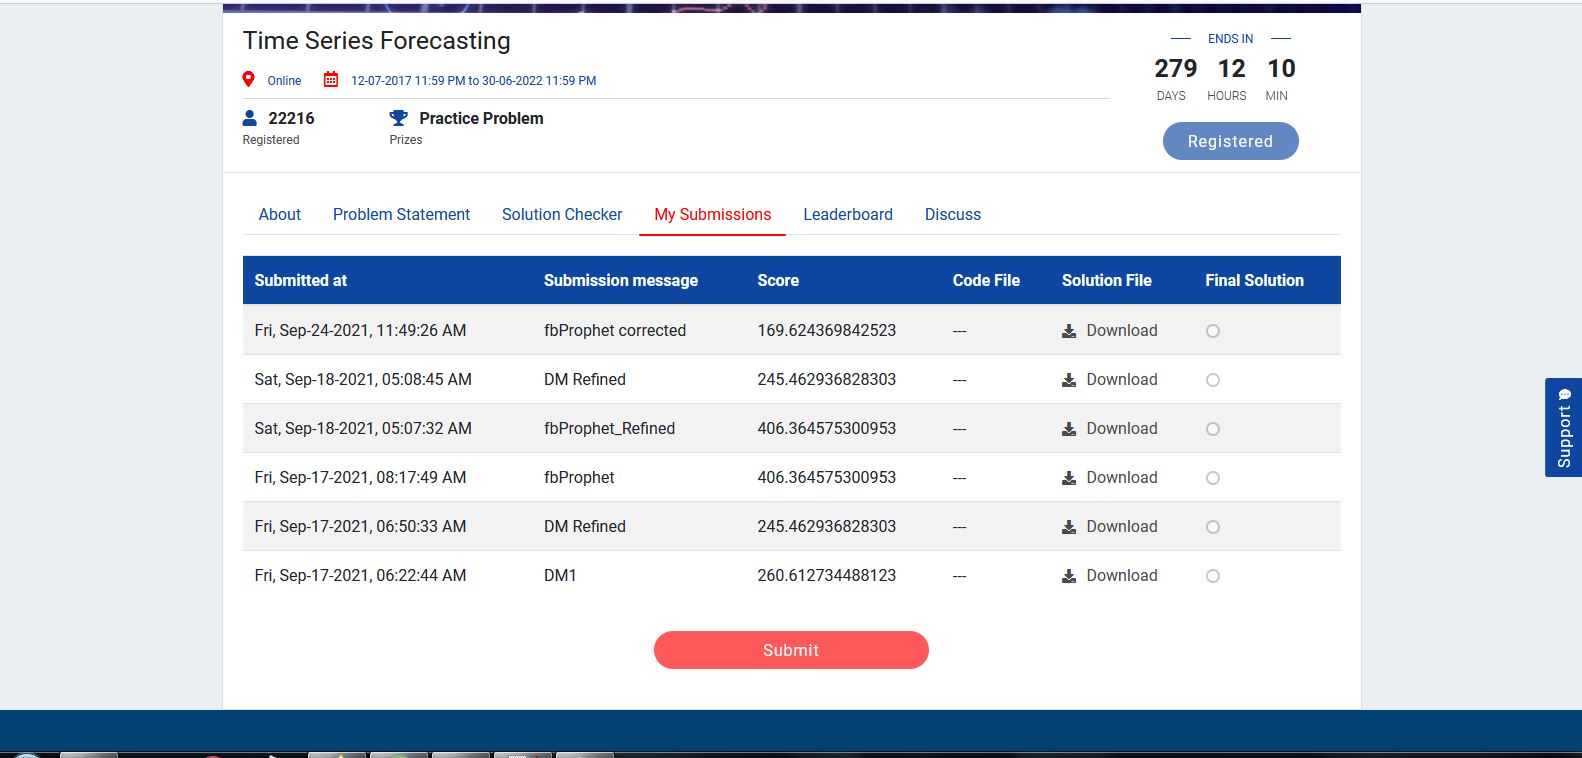 Time Series Forecasting
ENDS IN
279 12 10
DAYS HOURS MIN
Online 12-07-2017 11:59 PM to 30-06-2022 11:59 PM
22216 Practice Problem
Registered Prizes
Registered
About Problem Statement Solution Checker My Submissions Leaderboard Discuss
Submitted at Submission message Score Code File Solution File Final Solution
Fri, Sep-24-2021, 11:49:26 AM fbProphet corrected 169.624369842523 --- Download
Sat, Sep-18-2021, 05:08:45 AM DM Refined 245.462936828303 --- Download
Sat, Sep-18-2021, 05:07:32 AM fbProphet_Refined 406.364575300953 --- Download
Fri, Sep-17-2021, 08:17:49 AM fbProphet 406.364575300953 --- Download
Fri, Sep-17-2021, 06:50:33 AM DM Refined 245.462936828303 --- Download
Fri, Sep-17-2021, 06:22:44 AM DM1 260.612734488123 --- Download
Submit
Support